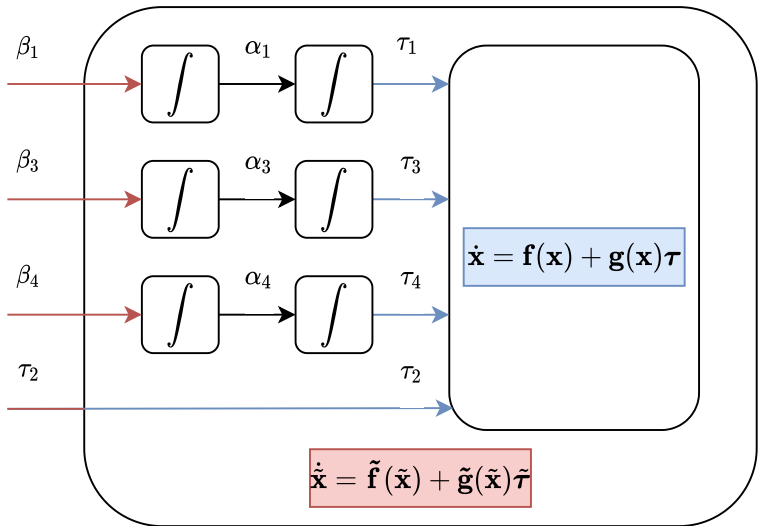 β₁ ∫ α₁ ∫ τ₁
β₃ ∫ α₃ ∫ τ₃
ẋ = f(x) + g(x)τ
β₄ ∫ α₄ ∫ τ₄
τ₂ τ₂
x̃̇ = f̃(x̃) + g̃(x̃)τ̃